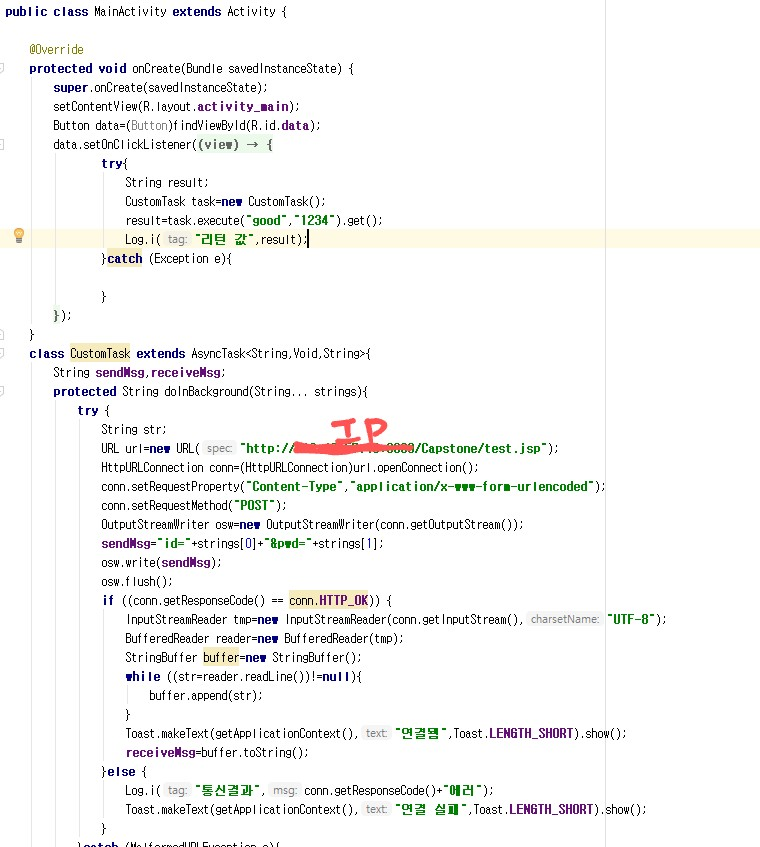 public class MainActivity extends Activity {
@Override
protected void onCreate(Bundle savedInstanceState) {
super.onCreate(savedInstanceState);
setContentView(R.layout.activity_main);
Button data=(Button)findViewById(R.id.data);
data.setOnClickListener((view) → {
try{
String result;
CustomTask task=new CustomTask();
result=task.execute("good","1234").get();
Log.i( tag: "리턴 값",result);
}catch (Exception e){
}
});
}
class CustomTask extends AsyncTask<String,Void,String>{
String sendMsg,receiveMsg;
protected String doInBackground(String... strings){
try {
String str;
IP
URL url=new URL( spec: "http:///Capstone/test.jsp");
HttpURLConnection conn=(HttpURLConnection)url.openConnection();
conn.setRequestProperty("Content-Type","application/x-www-form-urlencoded");
conn.setRequestMethod("POST");
OutputStreamWriter osw=new OutputStreamWriter(conn.getOutputStream());
sendMsg="id="+strings[0]+"&pwd="+strings[1];
osw.write(sendMsg);
osw.flush();
if ((conn.getResponseCode() == conn.HTTP_OK)) {
InputStreamReader tmp=new InputStreamReader(conn.getInputStream(), charsetName: "UTF-8");
BufferedReader reader=new BufferedReader(tmp);
StringBuffer buffer=new StringBuffer();
while ((str=reader.readLine())!=null){
buffer.append(str);
}
Toast.makeText(getApplicationContext(), text: "연결됨",Toast.LENGTH_SHORT).show();
receiveMsg=buffer.toString();
}else {
Log.i( tag: "통신결과", msg: conn.getResponseCode()+"에러");
Toast.makeText(getApplicationContext(), text: "연결 실패",Toast.LENGTH_SHORT).show();
}
}catch (MalformedURLException e){